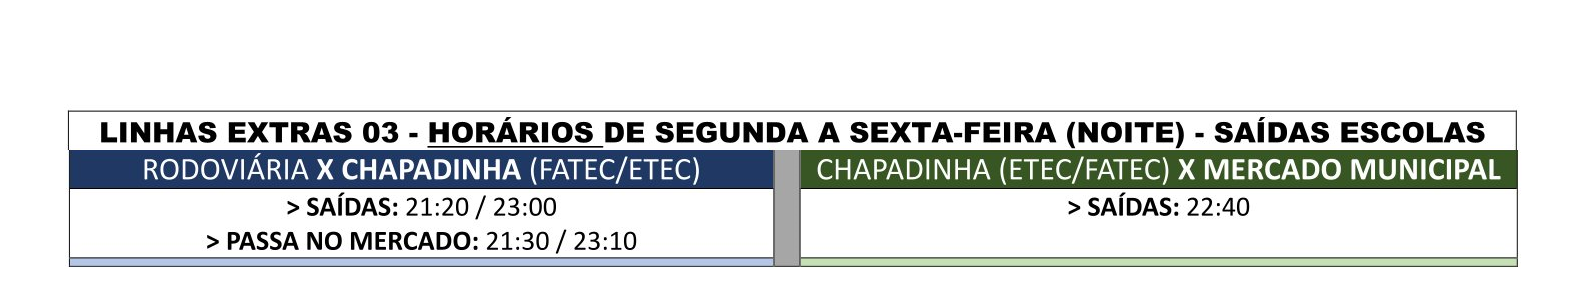 LINHAS EXTRAS 03 - HORÁRIOS DE SEGUNDA A SEXTA-FEIRA (NOITE) - SAÍDAS ESCOLAS
RODOVIÁRIA X CHAPADINHA (FATEC/ETEC)
> SAÍDAS: 21:20 / 23:00
> PASSA NO MERCADO: 21:30 / 23:10
CHAPADINHA (ETEC/FATEC) X MERCADO MUNICIPAL
> SAÍDAS: 22:40